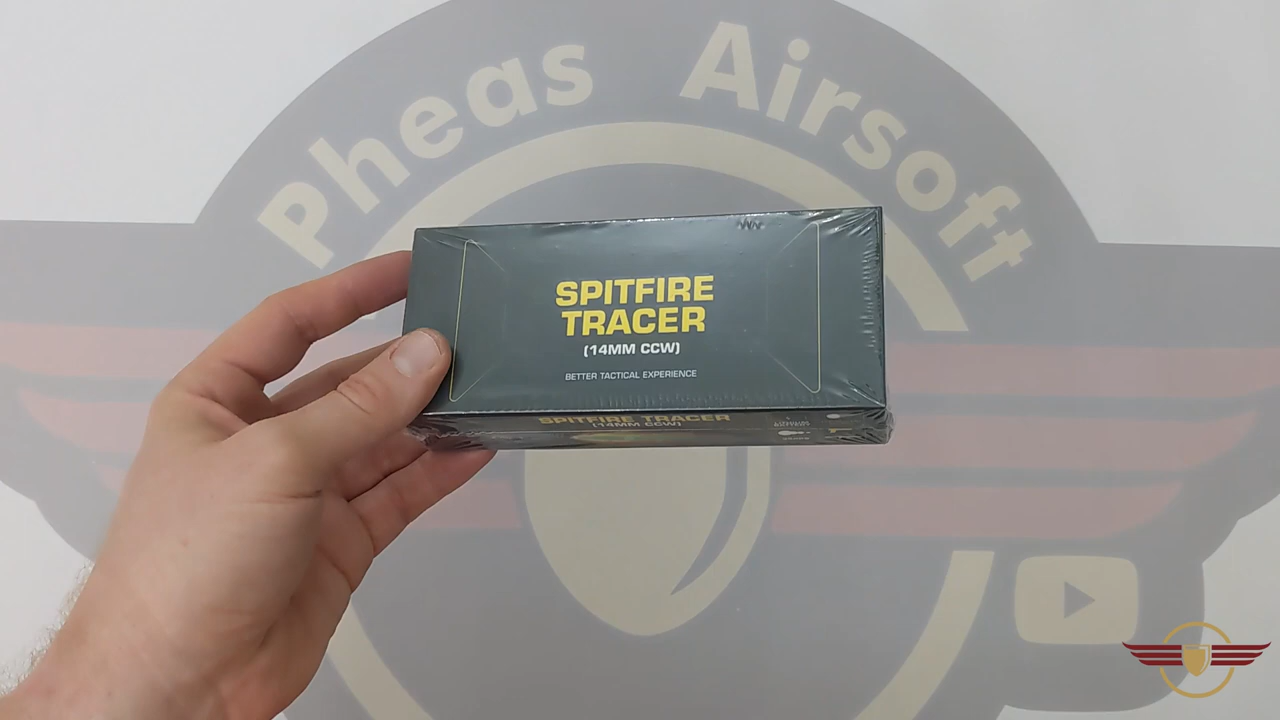 Pheas Airsoft
SPITFIRE
TRACER
(14MM CCW)
BETTER TACTICAL EXPERIENCE
SPITFIRE TRACER
(14MM CCW)